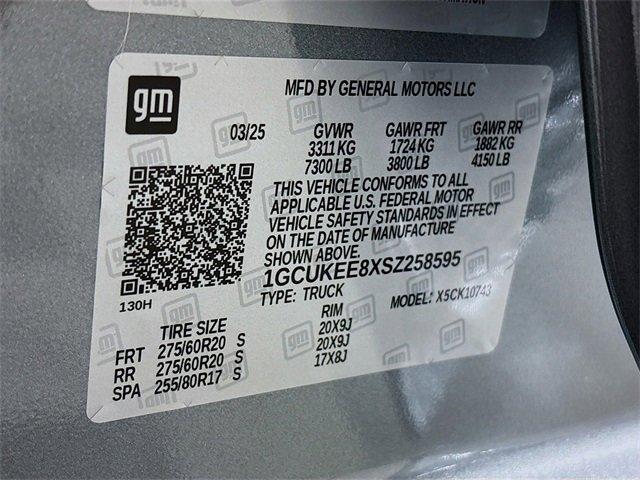 gm
MFD BY GENERAL MOTORS LLC
03/25 GVWR GAWR FRT GAWR RR
3311 KG 1724 KG 1882 KG
7300 LB 3800 LB 4150 LB
THIS VEHICLE CONFORMS TO ALL
APPLICABLE U.S. FEDERAL MOTOR
VEHICLE SAFETY STANDARDS IN EFFECT
ON THE DATE OF MANUFACTURE
SHOWN ABOVE.
1GCUKEE8XSZ258595
130H TYPE: TRUCK MODEL: X5CK10743
TIRE SIZE RIM
FRT 275/60R20 S 20X9J
RR 275/60R20 S 20X9J
SPA 255/80R17 S 17X8J